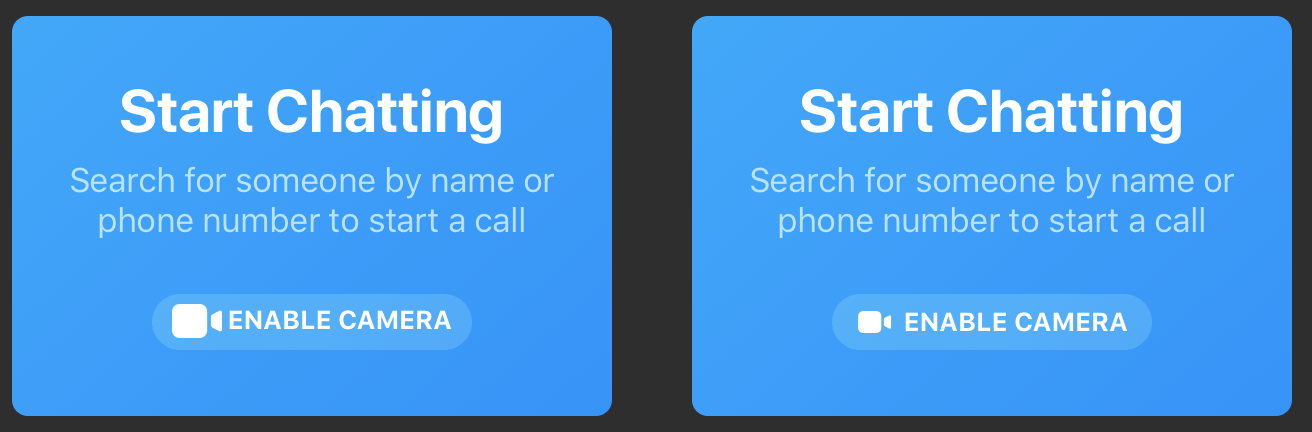 Start Chatting
Search for someone by name or
phone number to start a call
ENABLE CAMERA
Start Chatting
Search for someone by name or
phone number to start a call
ENABLE CAMERA